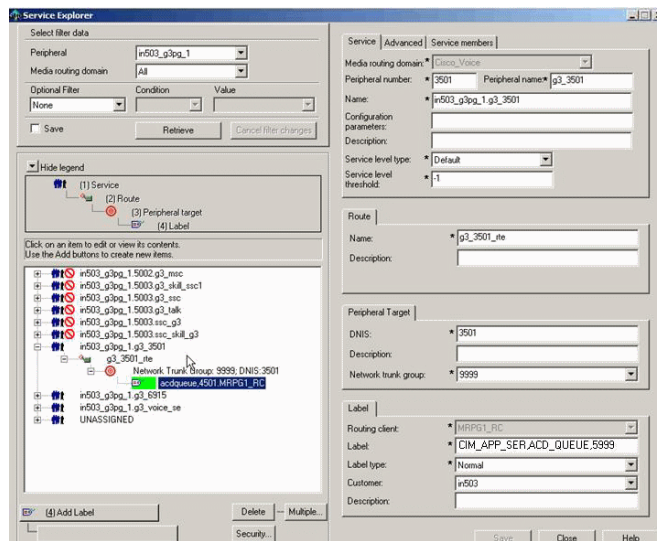 Service Explorer
Select filter data
Peripheral
in503_g3pg_1
Media routing domain
All
Optional Filter
Condition
Value
None
Save
Retrieve
Cancel filter changes
Hide legend
(1) Service
(2) Route
(3) Peripheral target
(4) Label
Click on an item to edit or view its contents.
Use the Add buttons to create new items.
in503_g3pg_1.5002.g3_msc
in503_g3pg_1.5003.g3_skill_ssc1
in503_g3pg_1.5003.g3_ssc
in503_g3pg_1.5003.g3_talk
in503_g3pg_1.5003.ssc_g3
in503_g3pg_1.5003.ssc_skill_g3
in503_g3pg_1.g3_3501
g3_3501_rte
Network Trunk Group: 9999; DNIS:3501
acdqueue,4501.MRPG1_RC
in503_g3pg_1.g3_6915
in503_g3pg_1.g3_voice_se
UNASSIGNED
(4) Add Label
Delete
Multiple...
Security...
Service
Advanced
Service members
Media routing domain:* Cisco_Voice
Peripheral number: * 3501
Peripheral name:* g3_3501
Name: * in503_g3pg_1.g3_3501
Configuration parameters:
Description:
Service level type: * Default
Service level threshold: * -1
Route
Name: * g3_3501_rte
Description:
Peripheral Target
DNIS: * 3501
Description:
Network trunk group: * 9999
Label
Routing client: * MRPG1_RC
Label: * CIM_APP_SER,ACD_QUEUE,5999
Label type: * Normal
Customer: in503
Description:
Save
Close
Help